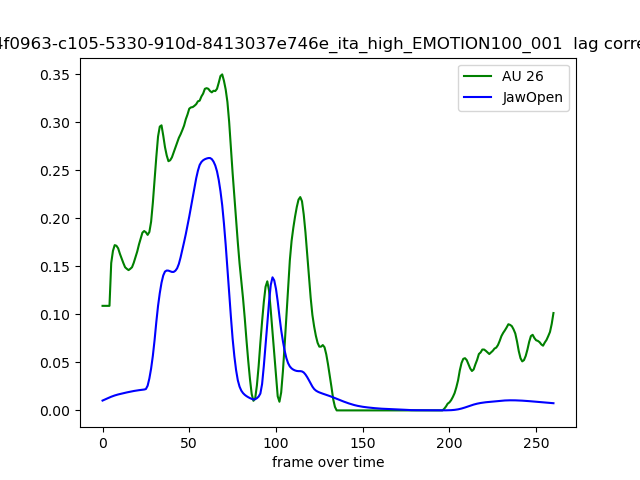 4f0963-c105-5330-910d-8413037e746e_ita_high_EMOTION100_001 lag corre
AU 26
JawOpen
0.35
0.30
0.25
0.20
0.15
0.10
0.05
0.00
0 50 100 150 200 250
frame over time